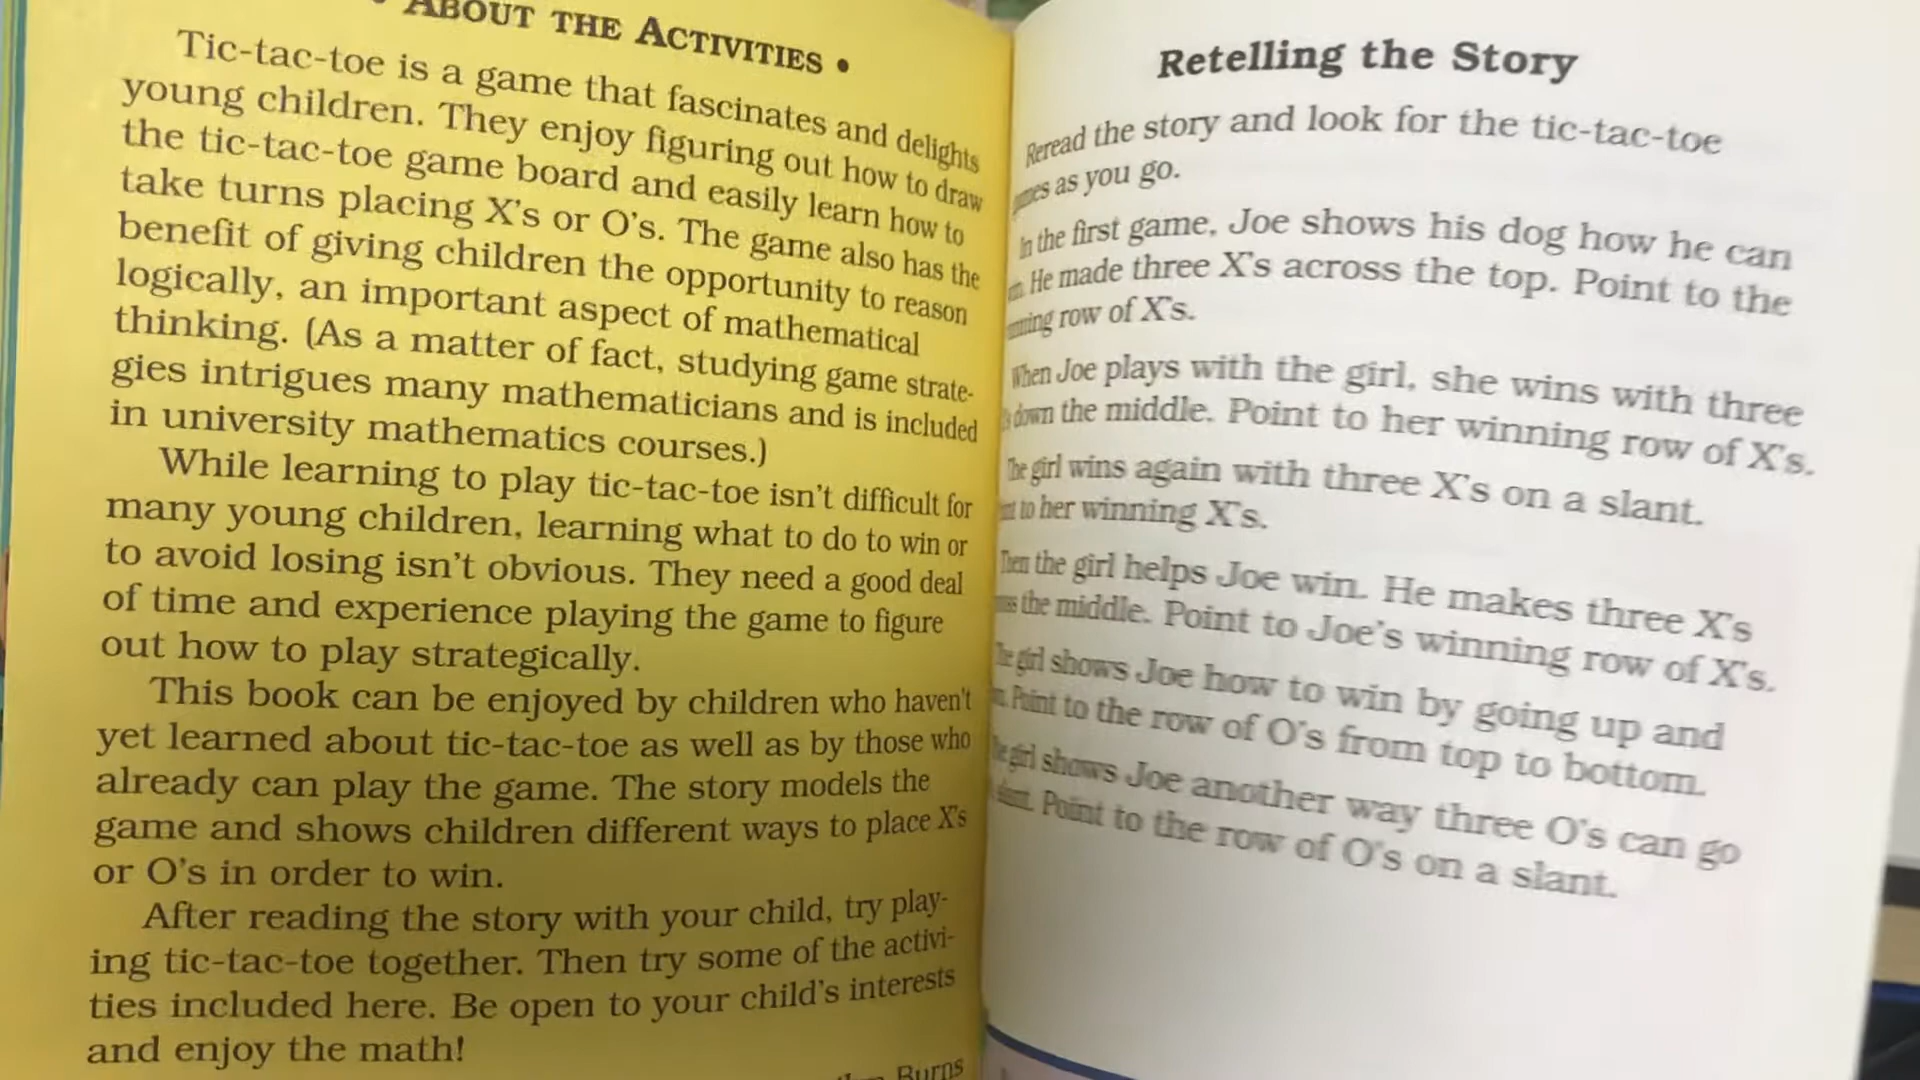 • ABOUT THE ACTIVITIES •
Tic-tac-toe is a game that fascinates and delights
young children. They enjoy figuring out how to draw
the tic-tac-toe game board and easily learn how to
take turns placing X's or O's. The game also has the
benefit of giving children the opportunity to reason
logically, an important aspect of mathematical
thinking. (As a matter of fact, studying game strate-
gies intrigues many mathematicians and is included
in university mathematics courses.)
While learning to play tic-tac-toe isn't difficult for
many young children, learning what to do to win or
to avoid losing isn't obvious. They need a good deal
of time and experience playing the game to figure
out how to play strategically.
This book can be enjoyed by children who haven't
yet learned about tic-tac-toe as well as by those who
already can play the game. The story models the
game and shows children different ways to place X's
or O's in order to win.
After reading the story with your child, try play-
ing tic-tac-toe together. Then try some of the activi-
ties included here. Be open to your child's interests
and enjoy the math!
Burns
Retelling the Story
Reread the story and look for the tic-tac-toe
as you go.
In the first game, Joe shows his dog how he can
He made three X's across the top. Point to the
row of X's.
When Joe plays with the girl, she wins with three
down the middle. Point to her winning row of X's.
The girl wins again with three X's on a slant.
to her winning X's.
Then the girl helps Joe win. He makes three X's
the middle. Point to Joe's winning row of X's.
The girl shows Joe how to win by going up and
Point to the row of O's from top to bottom.
The girl shows Joe another way three O's can go
slant. Point to the row of O's on a slant.